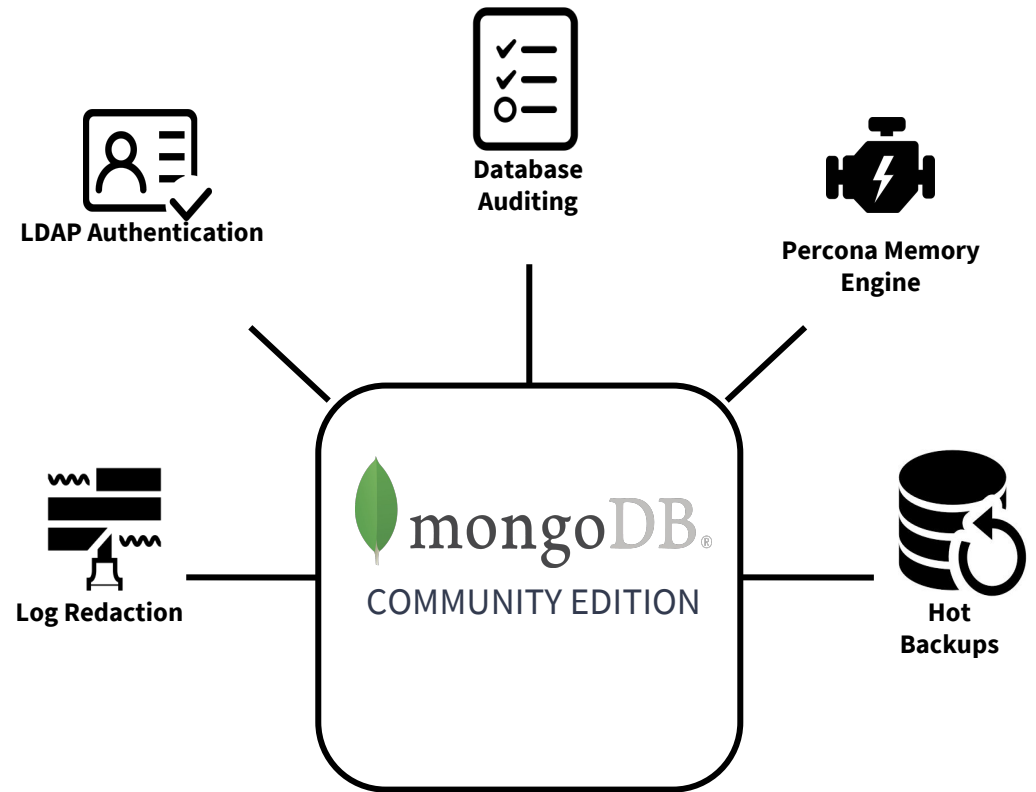 Database
Auditing
LDAP Authentication
Percona Memory
Engine
mongoDB®
COMMUNITY EDITION
Log Redaction
Hot
Backups